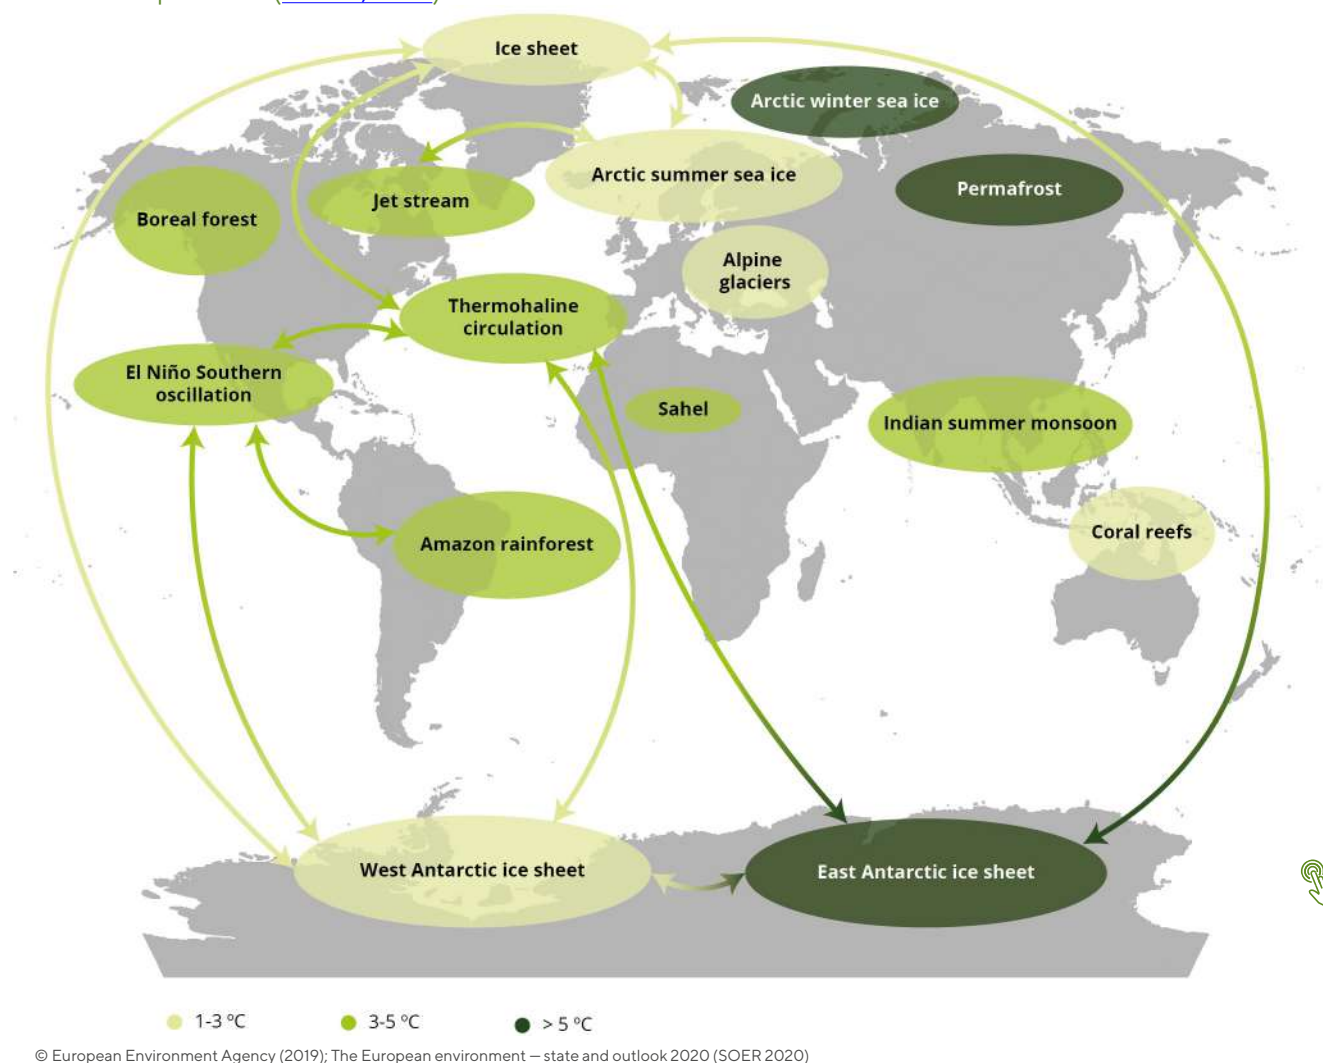 Ice sheet
Arctic winter sea ice
Arctic summer sea ice
Permafrost
Jet stream
Boreal forest
Alpine
glaciers
Thermohaline
circulation
El Niño Southern
oscillation
Sahel
Indian summer monsoon
Coral reefs
Amazon rainforest
West Antarctic ice sheet
East Antarctic ice sheet
1-3 ºC
3-5 ºC
> 5 ºC
© European Environment Agency (2019); The European environment — state and outlook 2020 (SOER 2020)